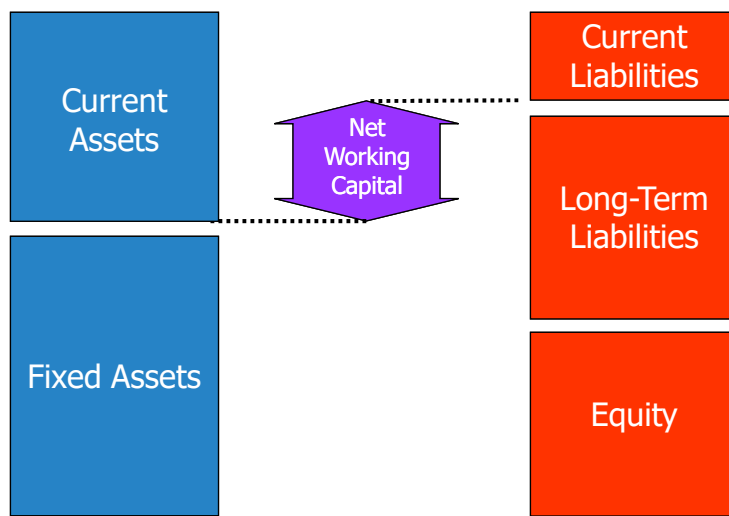 Current
Assets
Fixed Assets
Net
Working
Capital
Current
Liabilities
Long-Term
Liabilities
Equity